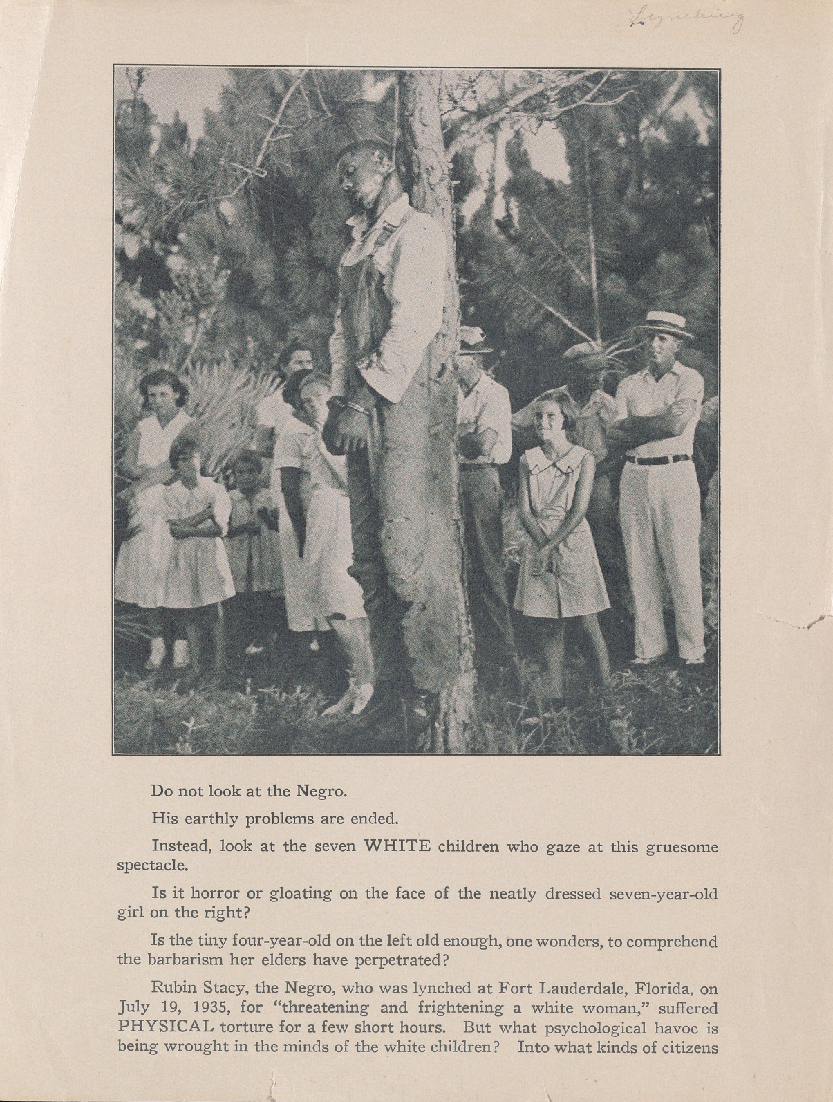 Lynching
Do not look at the Negro.
His earthly problems are ended.
Instead, look at the seven WHITE children who gaze at this gruesome
spectacle.
Is it horror or gloating on the face of the neatly dressed seven-year-old
girl on the right?
Is the tiny four-year-old on the left old enough, one wonders, to comprehend
the barbarism her elders have perpetrated?
Rubin Stacy, the Negro, who was lynched at Fort Lauderdale, Florida, on
July 19, 1935, for “threatening and frightening a white woman,” suffered
PHYSICAL torture for a few short hours. But what psychological havoc is
being wrought in the minds of the white children? Into what kinds of citizens